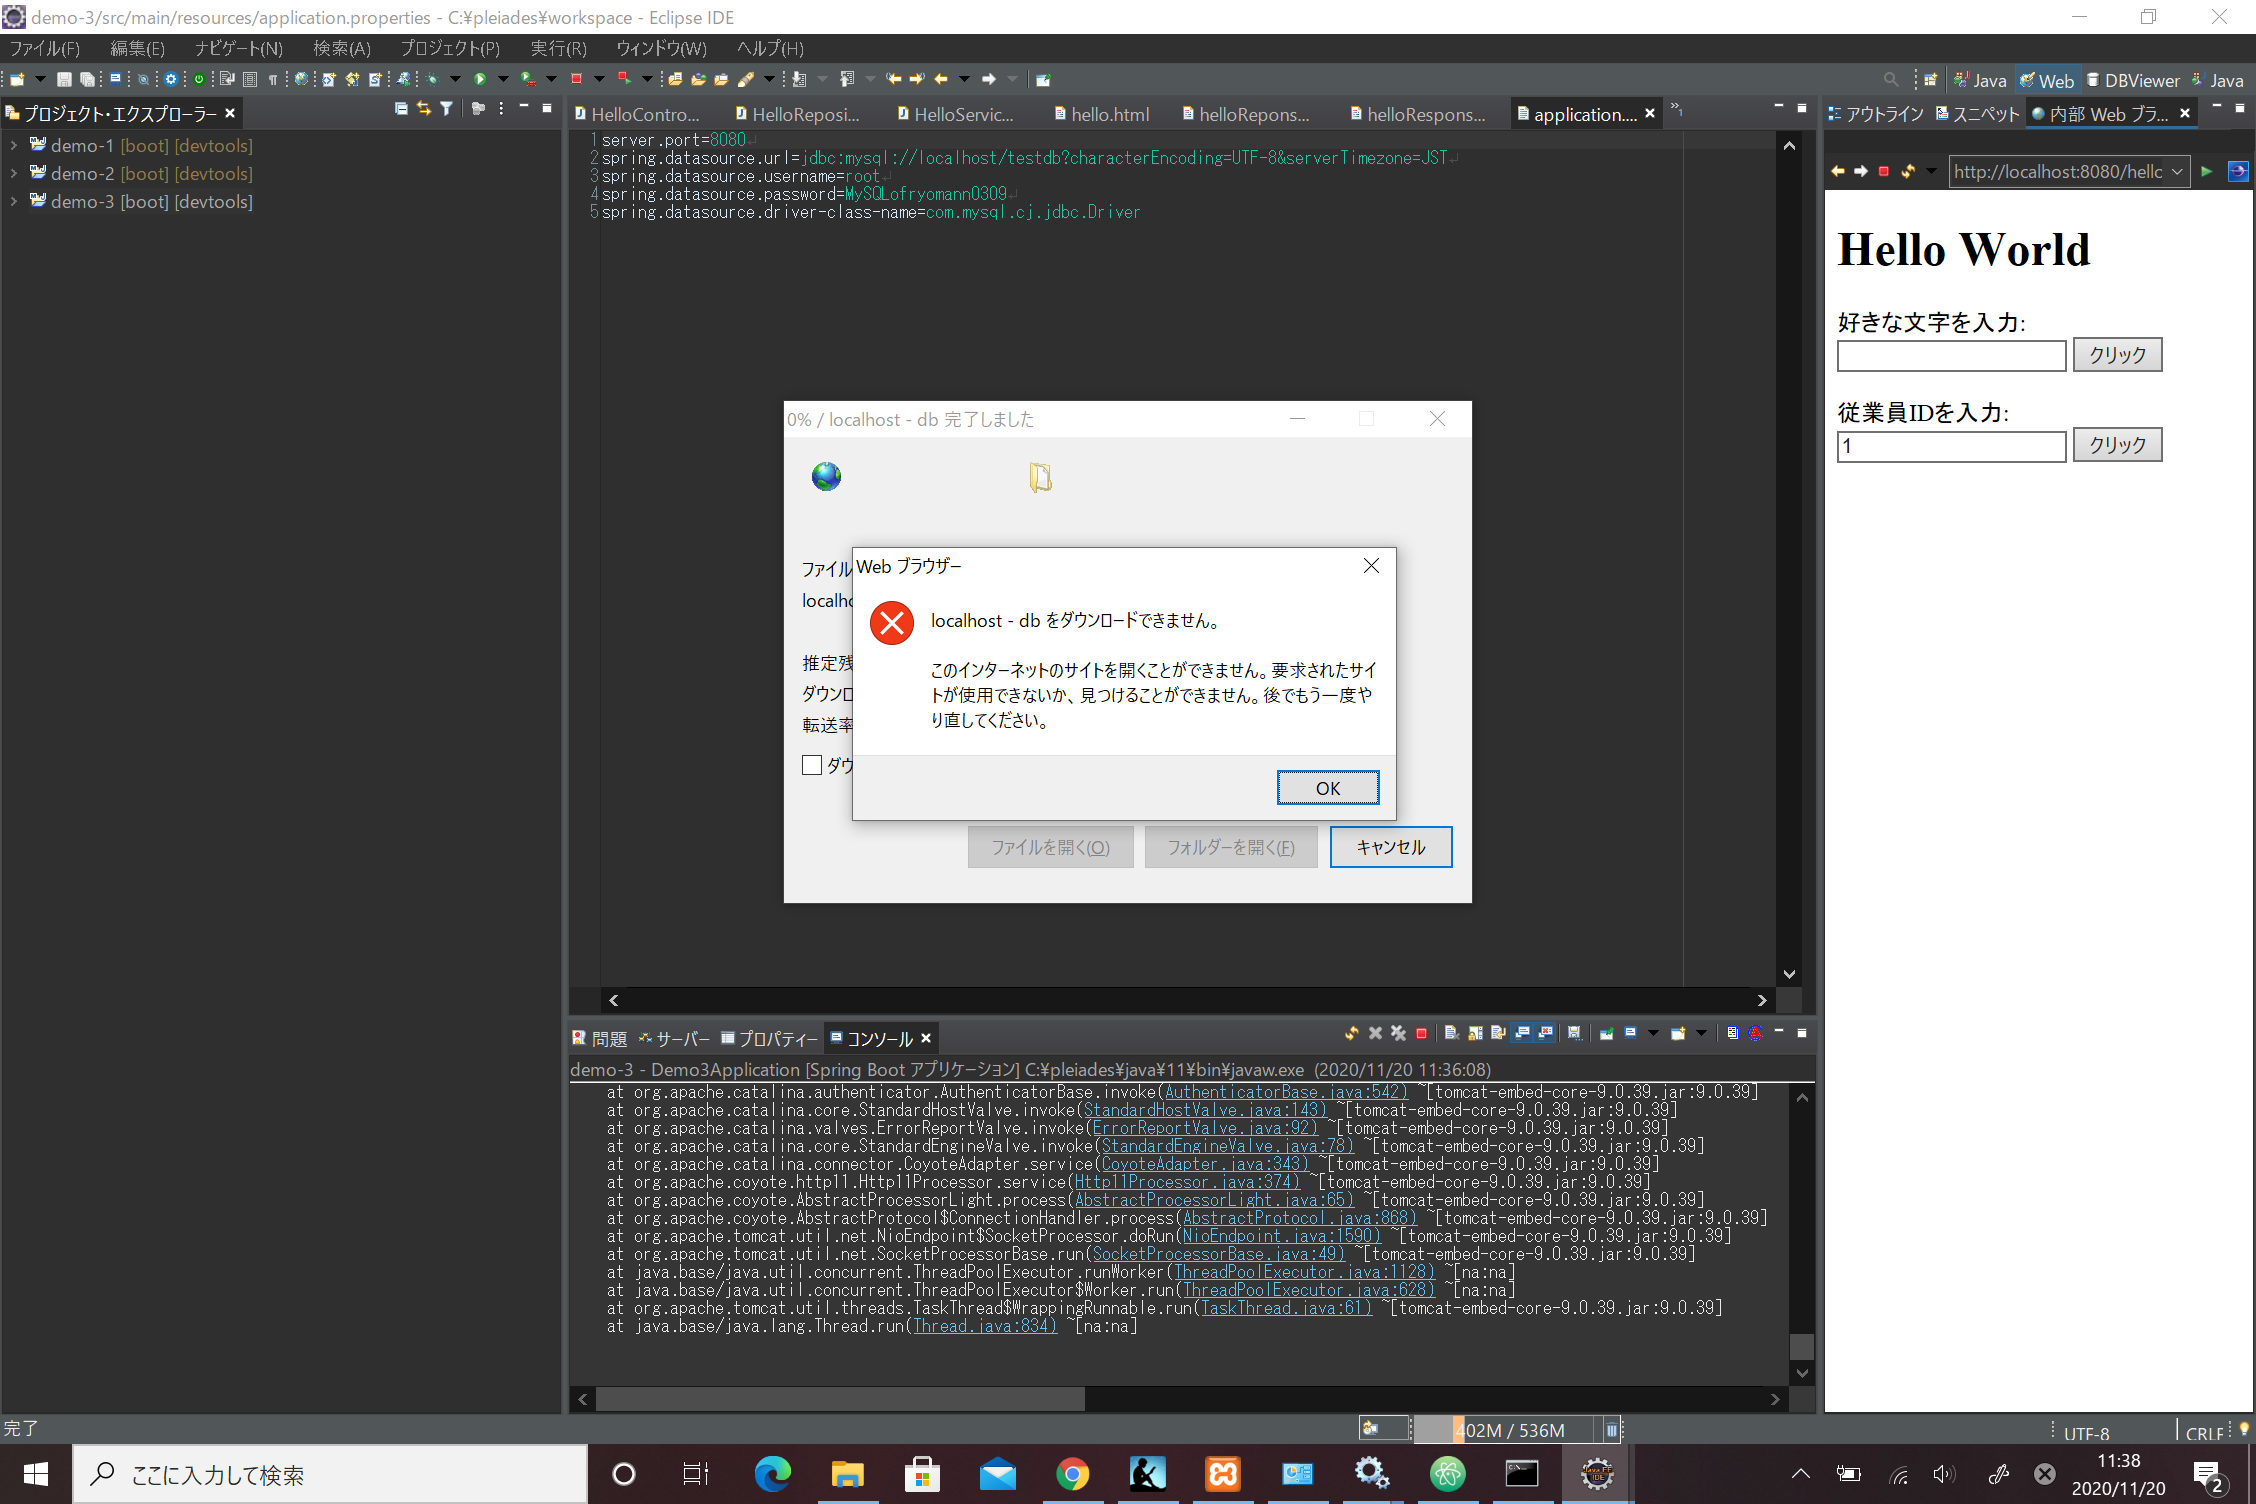 demo-3/src/main/resources/application.properties - C:¥pleiades¥workspace - Eclipse IDE
ファイル(F) 編集(E) ナビゲート(N) 検索(A) プロジェクト(P) 実行(R) ウィンドウ(W) ヘルプ(H)
Java Web DBViewer Java
プロジェクト・エクスプローラー
demo-1 [boot] [devtools]
demo-2 [boot] [devtools]
demo-3 [boot] [devtools]
HelloContro... HelloReposi... HelloServic... hello.html helloRepons... helloRespons... application.... »1
1 server.port=8080
2 spring.datasource.url=jdbc:mysql://localhost/testdb?characterEncoding=UTF-8&serverTimezone=JST
3 spring.datasource.username=root
4 spring.datasource.password=MySQLofryomann0309
5 spring.datasource.driver-class-name=com.mysql.cj.jdbc.Driver
アウトライン スニペット 内部 Web ブラ...
http://localhost:8080/hello
Hello World
好きな文字を入力:
クリック
従業員IDを入力:
1 クリック
0% / localhost - db 完了しました
ファイル
localho
推定残
ダウンロ
転送率
ダウ
ファイルを開く(O) フォルダーを開く(F) キャンセル
Web ブラウザー
localhost - db をダウンロードできません。
このインターネットのサイトを開くことができません。要求されたサイ
トが使用できないか、見つけることができません。後でもう一度や
り直してください。
OK
問題 サーバー プロパティー コンソール
demo-3 - Demo3Application [Spring Boot アプリケーション] C:¥pleiades¥java¥11¥bin¥javaw.exe (2020/11/20 11:36:08)
at org.apache.catalina.authenticator.AuthenticatorBase.invoke(AuthenticatorBase.java:542) ~[tomcat-embed-core-9.0.39.jar:9.0.39]
at org.apache.catalina.core.StandardHostValve.invoke(StandardHostValve.java:143) ~[tomcat-embed-core-9.0.39.jar:9.0.39]
at org.apache.catalina.valves.ErrorReportValve.invoke(ErrorReportValve.java:92) ~[tomcat-embed-core-9.0.39.jar:9.0.39]
at org.apache.catalina.core.StandardEngineValve.invoke(StandardEngineValve.java:78) ~[tomcat-embed-core-9.0.39.jar:9.0.39]
at org.apache.catalina.connector.CoyoteAdapter.service(CoyoteAdapter.java:343) ~[tomcat-embed-core-9.0.39.jar:9.0.39]
at org.apache.coyote.http11.Http11Processor.service(Http11Processor.java:374) ~[tomcat-embed-core-9.0.39.jar:9.0.39]
at org.apache.coyote.AbstractProcessorLight.process(AbstractProcessorLight.java:65) ~[tomcat-embed-core-9.0.39.jar:9.0.39]
at org.apache.coyote.AbstractProtocol$ConnectionHandler.process(AbstractProtocol.java:868) ~[tomcat-embed-core-9.0.39.jar:9.0.39]
at org.apache.tomcat.util.net.NioEndpoint$SocketProcessor.doRun(NioEndpoint.java:1590) ~[tomcat-embed-core-9.0.39.jar:9.0.39]
at org.apache.tomcat.util.net.SocketProcessorBase.run(SocketProcessorBase.java:49) ~[tomcat-embed-core-9.0.39.jar:9.0.39]
at java.base/java.util.concurrent.ThreadPoolExecutor.runWorker(ThreadPoolExecutor.java:1128) ~[na:na]
at java.base/java.util.concurrent.ThreadPoolExecutor$Worker.run(ThreadPoolExecutor.java:628) ~[na:na]
at org.apache.tomcat.util.threads.TaskThread$WrappingRunnable.run(TaskThread.java:61) ~[tomcat-embed-core-9.0.39.jar:9.0.39]
at java.base/java.lang.Thread.run(Thread.java:834) ~[na:na]
完了 402M / 536M UTF-8 CRLF
ここに入力して検索
11:38
2020/11/20
2